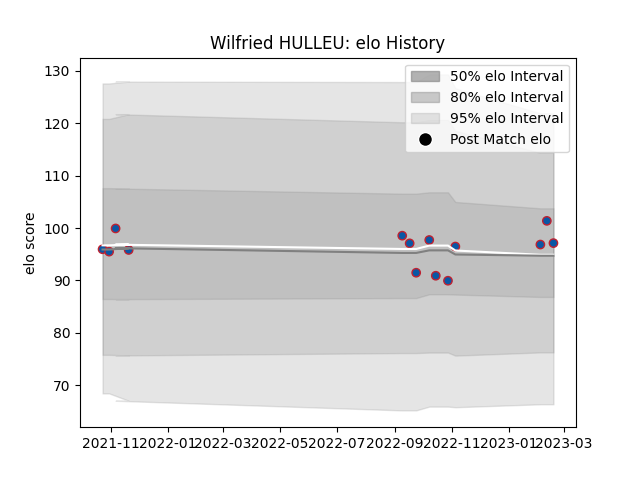 Wilfried HULLEU: elo History
elo score
130
120
110
100
90
80
70
50% elo Interval
80% elo Interval
95% elo Interval
Post Match elo
2021-11 2022-01 2022-03 2022-05 2022-07 2022-09 2022-11 2023-01 2023-03